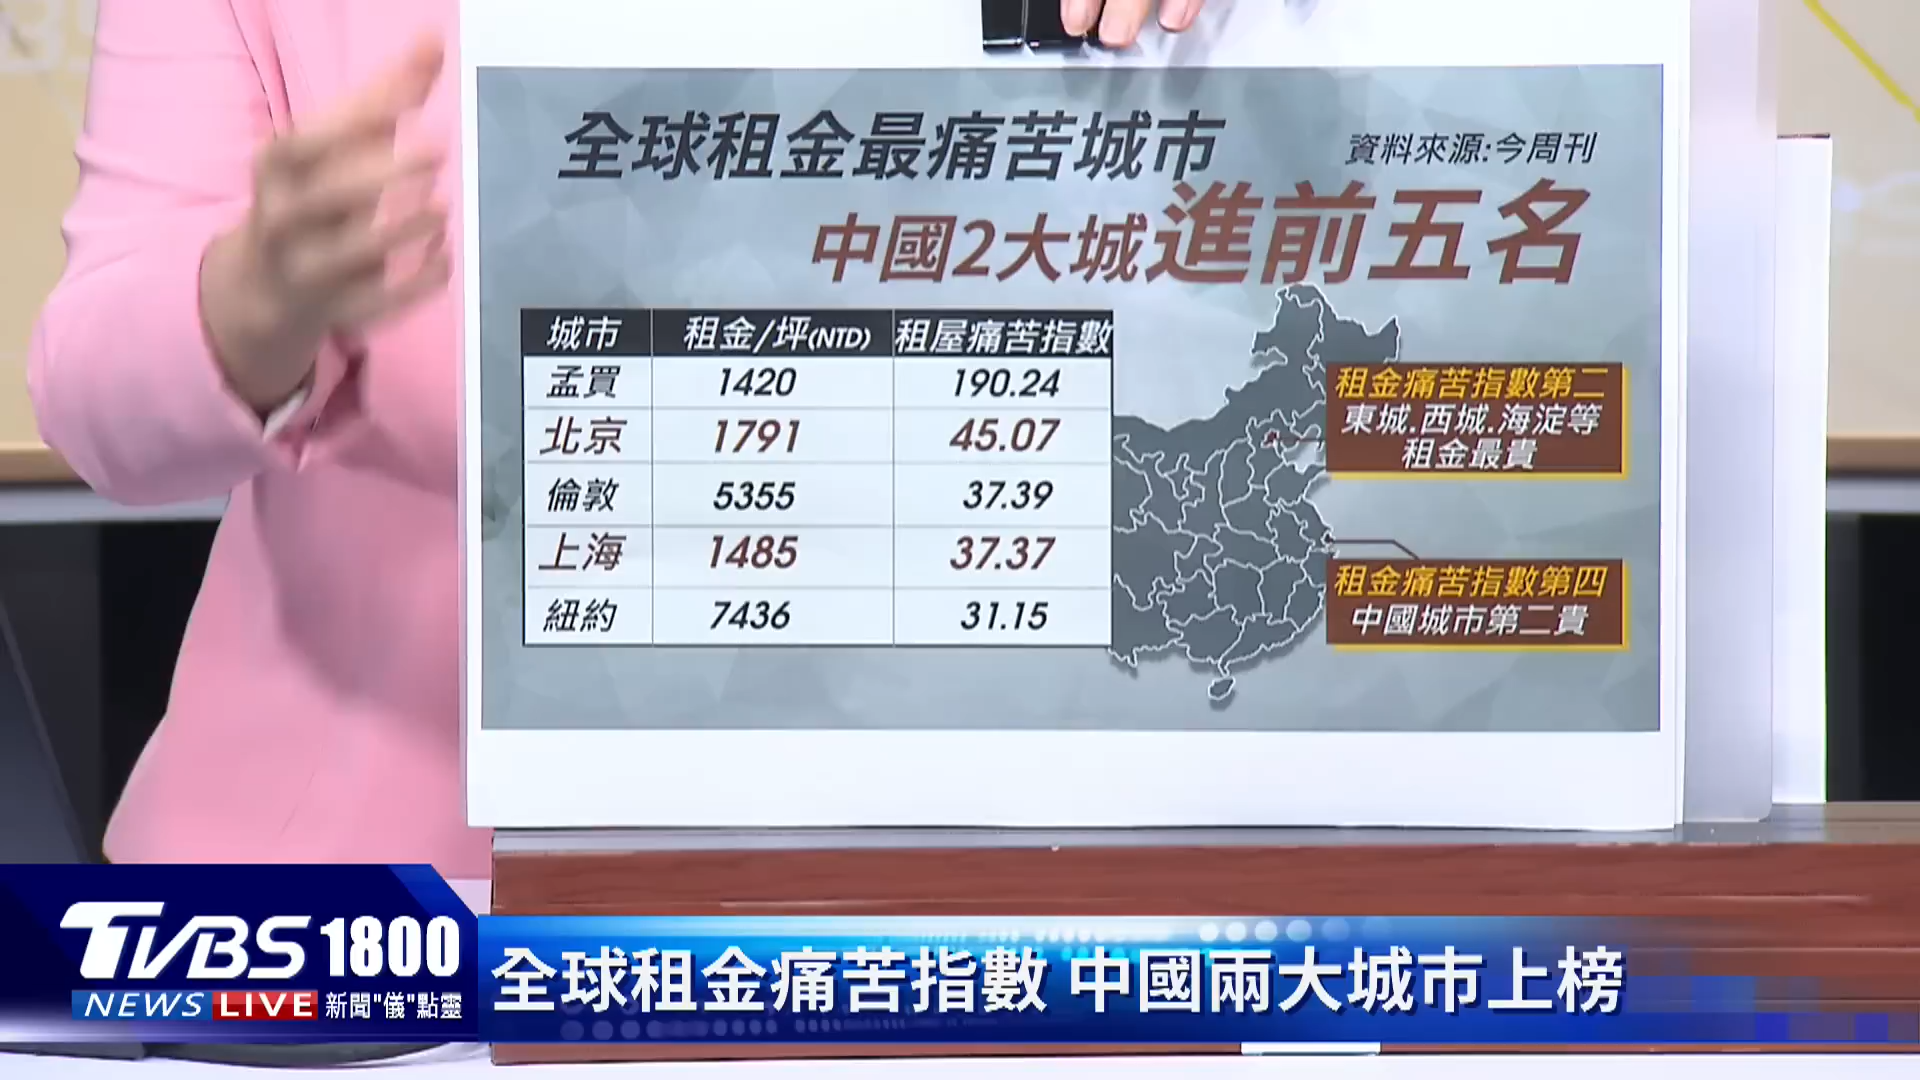 全球租金最痛苦城市
資料來源:今周刊
中國2大城進前五名
城市 租金/坪(NTD) 租屋痛苦指數
孟買 1420 190.24
北京 1791 45.07
倫敦 5355 37.39
上海 1485 37.37
紐約 7436 31.15
租金痛苦指數第二
東城.西城.海淀等
租金最貴
租金痛苦指數第四
中國城市第二貴
TVBS 1800
NEWS LIVE 新聞"儀"點靈
全球租金痛苦指數 中國兩大城市上榜